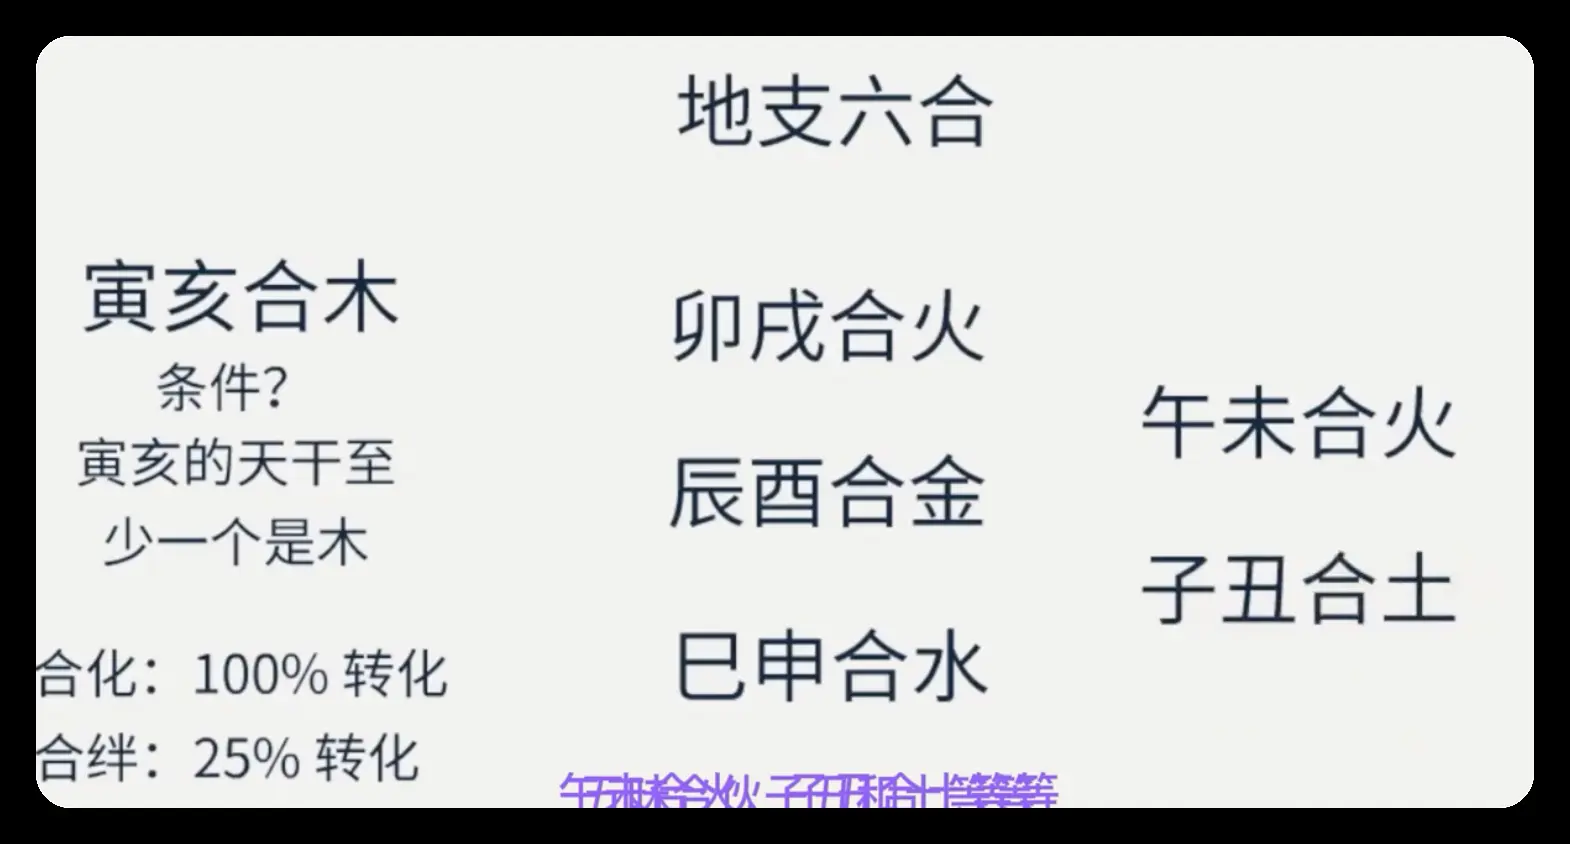 地支六合
寅亥合木
条件？
寅亥的天干至
少一个是木
合化：100% 转化
合绊：25% 转化
卯戌合火
辰酉合金
巳申合水
午未合火
子丑合土